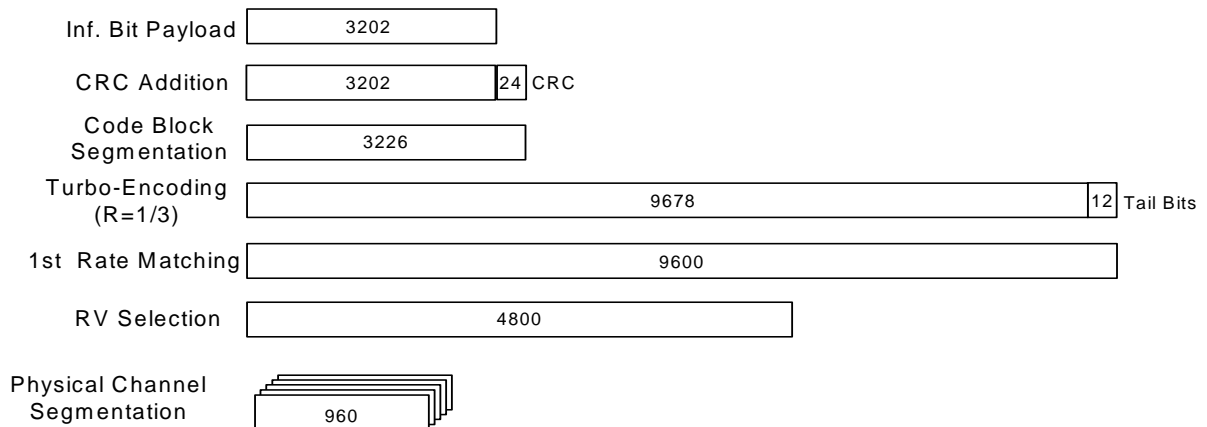 Inf. Bit Payload 3202
CRC Addition 3202 24 CRC
Code Block
Segmentation 3226
Turbo-Encoding
(R=1/3) 9678 12 Tail Bits
1st Rate Matching 9600
RV Selection 4800
Physical Channel
Segmentation 960